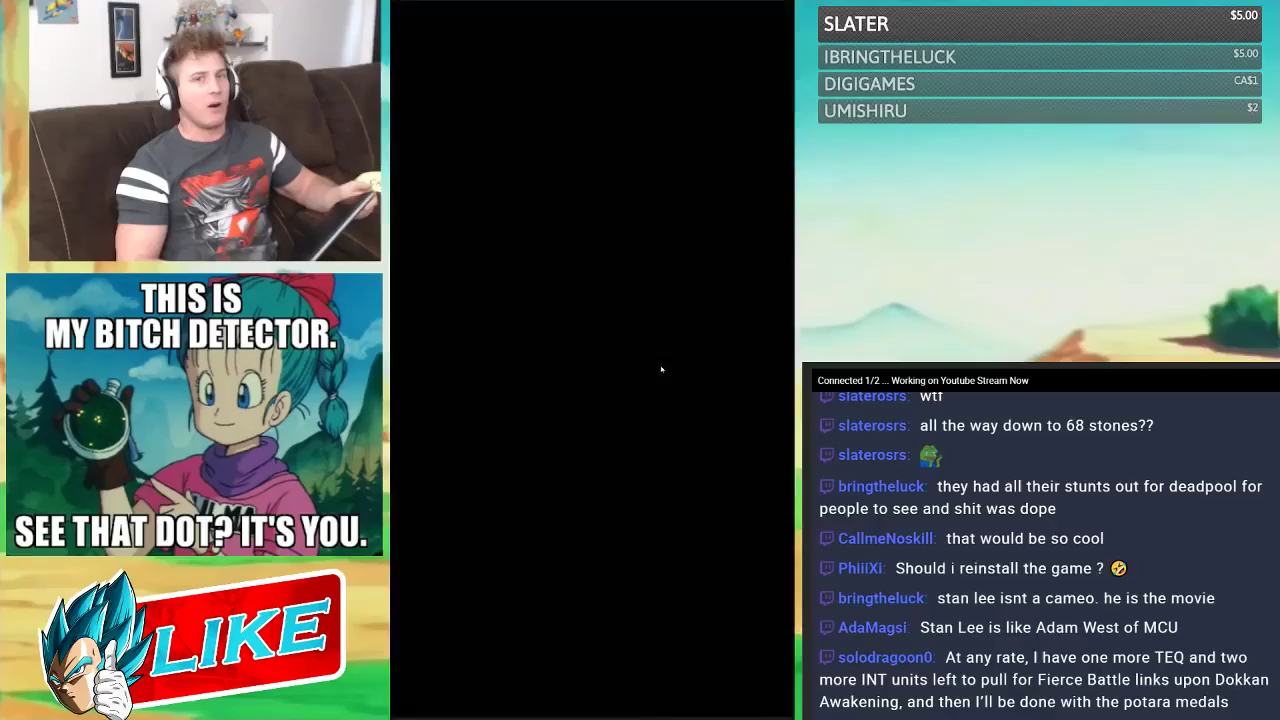 THIS IS
MY BITCH DETECTOR.
SEE THAT DOT? IT'S YOU.
LIKE
SLATER $5.00
IBRINGTHELUCK $5.00
DIGIGAMES CA$1
UMISHIRU $2
Connected 1/2 ... Working on Youtube Stream Now
slaterosrs: wtf
slaterosrs: all the way down to 68 stones??
slaterosrs:
bringtheluck: they had all their stunts out for deadpool for
people to see and shit was dope
CallmeNoskill: that would be so cool
PhiiiXi: Should i reinstall the game ? 🤣
bringtheluck: stan lee isnt a cameo. he is the movie
AdaMagsi: Stan Lee is like Adam West of MCU
solodragoon0: At any rate, I have one more TEQ and two
more INT units left to pull for Fierce Battle links upon Dokkan
Awakening, and then I'll be done with the potara medals